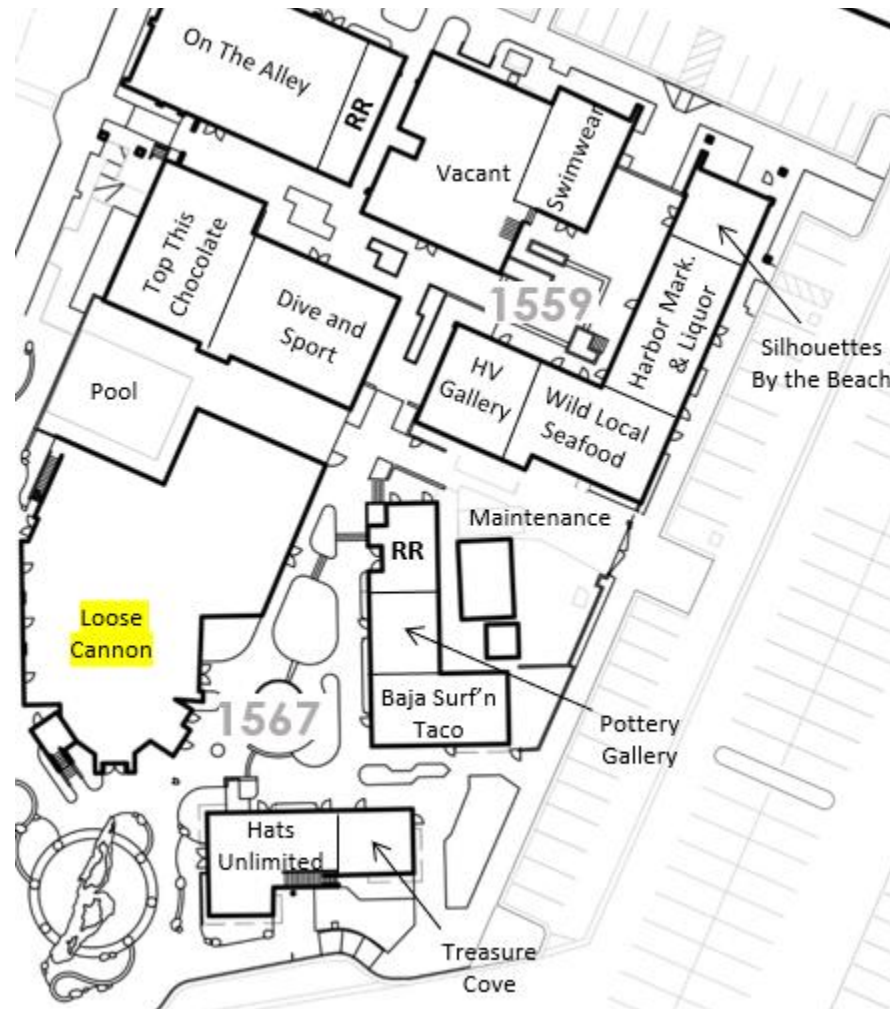 On The Alley
RR
Vacant
Swimwear
Top This
Chocolate
Dive and
Sport
1559
Harbor Mark.
& Liquor
Silhouettes
By the Beach
HV
Gallery
Wild Local
Seafood
Pool
Maintenance
RR
Loose
Cannon
1567
Baja Surf'n
Taco
Pottery
Gallery
Hats
Unlimited
Treasure
Cove